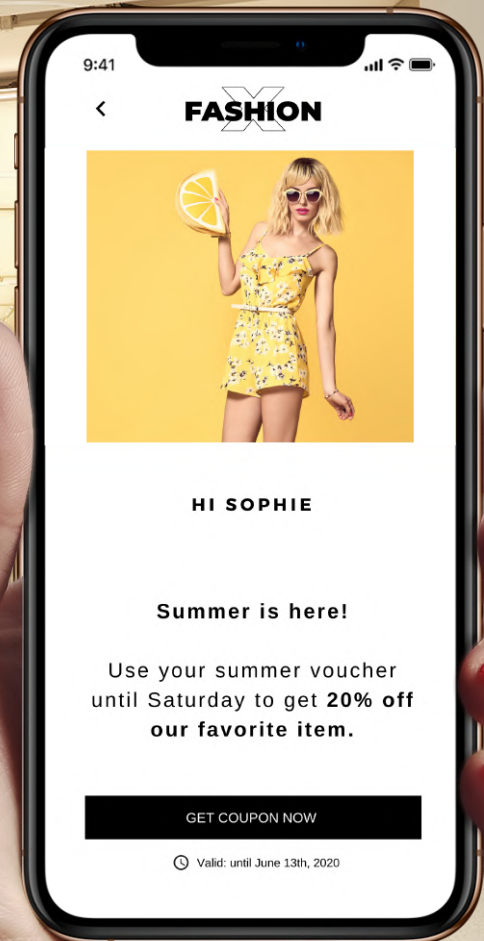 9:41
FASHION
X
HI SOPHIE
Summer is here!
Use your summer voucher
until Saturday to get 20% off
our favorite item.
GET COUPON NOW
Valid: until June 13th, 2020